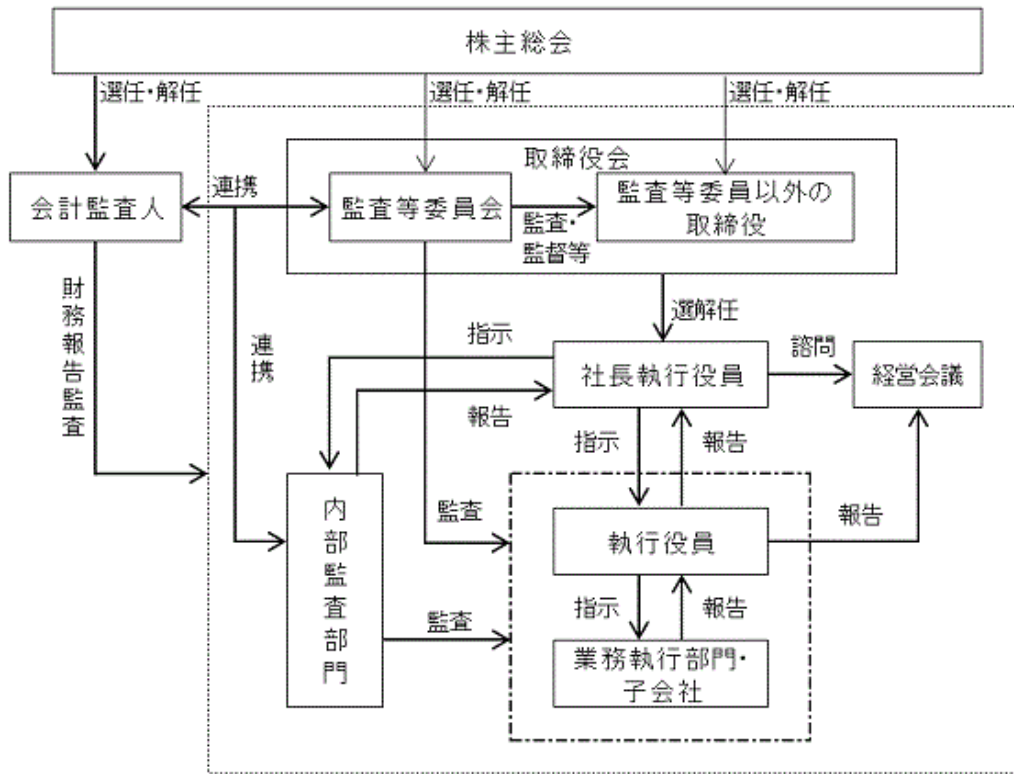 株主総会
選任・解任
選任・解任
選任・解任
取締役会
会計監査人
連携
監査等委員会
監査・
監督等
監査等委員以外の
取締役
財務報告監査
連携
選解任
指示
社長執行役員
諮問
経営会議
報告
指示
報告
内部監査部門
監査
執行役員
報告
指示
報告
監査
業務執行部門・
子会社